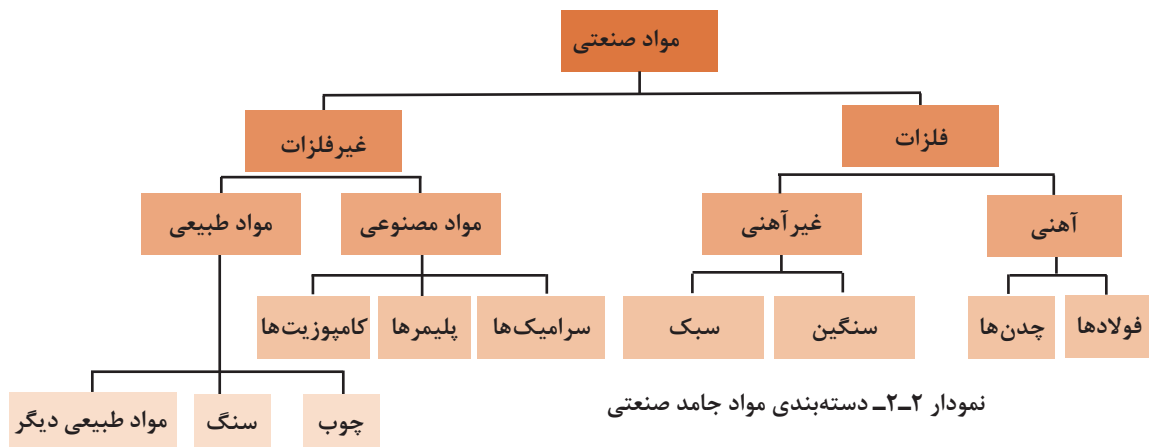 مواد صنعتی
فلزات
غیرفلزات
آهنی
غیرآهنی
مواد مصنوعی
مواد طبیعی
فولادها
چدن‌ها
سنگین
سبک
سرامیک‌ها
پلیمرها
کامپوزیت‌ها
چوب
سنگ
مواد طبیعی دیگر
نمودار ۲ـ۲ـ دسته‌بندی مواد جامد صنعتی